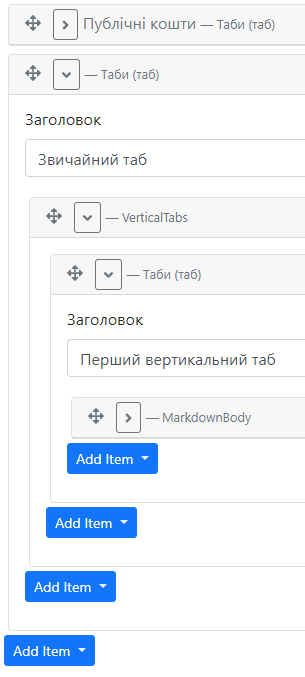 Публічні кошти — Таби (таб)
— Таби (таб)
Заголовок
Звичайний таб
— VerticalTabs
— Таби (таб)
Заголовок
Перший вертикальний таб
— MarkdownBody
Add Item
Add Item
Add Item
Add Item